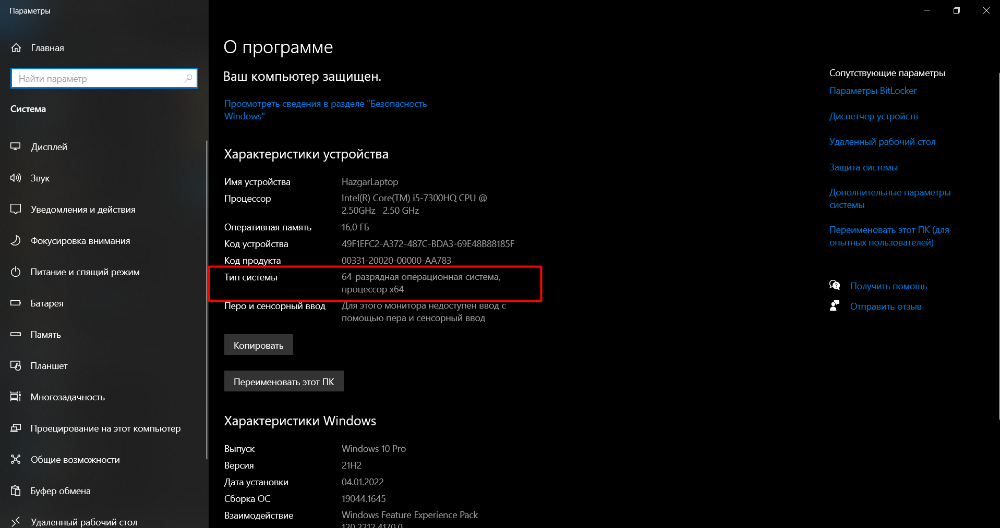 Параметры
Главная
Найти параметр
Система
Дисплей
Звук
Уведомления и действия
Фокусировка внимания
Питание и спящий режим
Батарея
Память
Планшет
Многозадачность
Проецирование на этот компьютер
Общие возможности
Буфер обмена
Удаленный рабочий стол
О программе
Ваш компьютер защищен.
Просмотреть сведения в разделе "Безопасность
Windows"
Характеристики устройства
Имя устройства HazgarLaptop
Процессор Intel(R) Core(TM) i5-7300HQ CPU @
2.50GHz 2.50 GHz
Оперативная память 16,0 ГБ
Код устройства 49F1EFC2-A372-487C-BDA3-69E48B88185F
Код продукта 00331-20020-00000-AA783
Тип системы 64-разрядная операционная система,
процессор x64
Перо и сенсорный ввод Для этого монитора недоступен ввод с
помощью пера и сенсорный ввод
Копировать
Переименовать этот ПК
Характеристики Windows
Выпуск Windows 10 Pro
Версия 21H2
Дата установки 04.01.2022
Сборка ОС 19044.1645
Взаимодействие Windows Feature Experience Pack
120.2212.4170.0
Сопутствующие параметры
Параметры BitLocker
Диспетчер устройств
Удаленный рабочий стол
Защита системы
Дополнительные параметры
системы
Переименовать этот ПК (для
опытных пользователей)
Получить помощь
Отправить отзыв